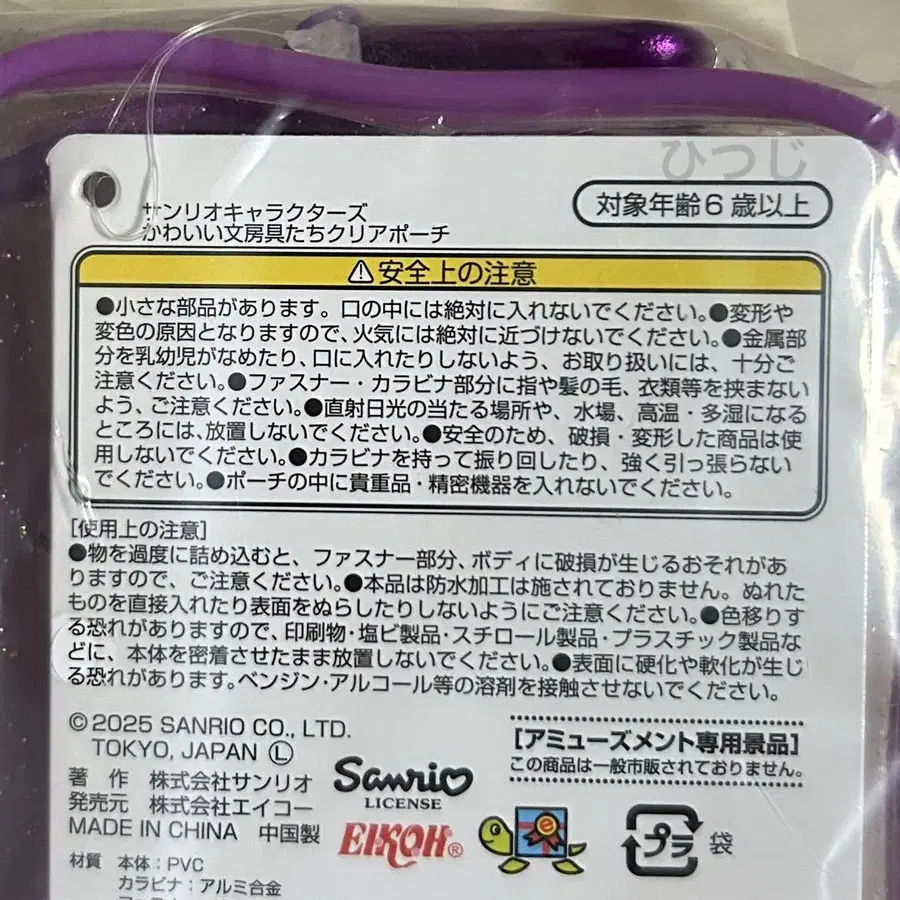 ひつじ
対象年齢6歳以上
サンリオキャラクターズ
かわいい文房具たちクリアポーチ
⚠安全上の注意
●小さな部品があります。口の中には絶対に入れないでください。●変形や
変色の原因となりますので、火気には絶対に近づけないでください。●金属部
分を乳幼児がなめたり、口に入れたりしないよう、お取り扱いには、十分ご
注意ください。●ファスナー・カラビナ部分に指や髪の毛、衣類等を挟まない
よう、ご注意ください。●直射日光の当たる場所や、水場、高温・多湿になる
ところには、放置しないでください。●安全のため、破損・変形した商品は使
用しないでください。●カラビナを持って振り回したり、強く引っ張らない
でください。●ポーチの中に貴重品・精密機器を入れないでください。
[使用上の注意]
●物を過度に詰め込むと、ファスナー部分、ボディに破損が生じるおそれがあ
りますので、ご注意ください。●本品は防水加工は施されておりません。ぬれた
ものを直接入れたり表面をぬらしたりしないようにご注意ください。●色移りす
る恐れがありますので、印刷物・塩ビ製品・スチロール製品・プラスチック製品な
どに、本体を密着させたまま放置しないでください。●表面に硬化や軟化が生じ
る恐れがあります。ベンジン・アルコール等の溶剤を接触させないでください。
© 2025 SANRIO CO., LTD.
TOKYO, JAPAN Ⓛ
著 作 株式会社サンリオ
発売元 株式会社エイコー
MADE IN CHINA 中国製
Sanrio
LICENSE
EIKOH®
[アミューズメント専用景品]
この商品は一般市販されておりません。
プラ 袋
材質 本体：PVC
カラビナ：アルミ合金